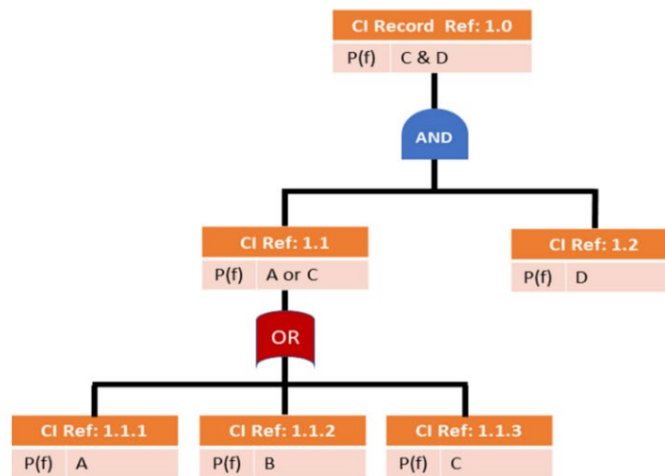 CI Record Ref: 1.0
P(f) C & D
AND
CI Ref: 1.1
P(f) A or C
CI Ref: 1.2
P(f) D
OR
CI Ref: 1.1.1
P(f) A
CI Ref: 1.1.2
P(f) B
CI Ref: 1.1.3
P(f) C